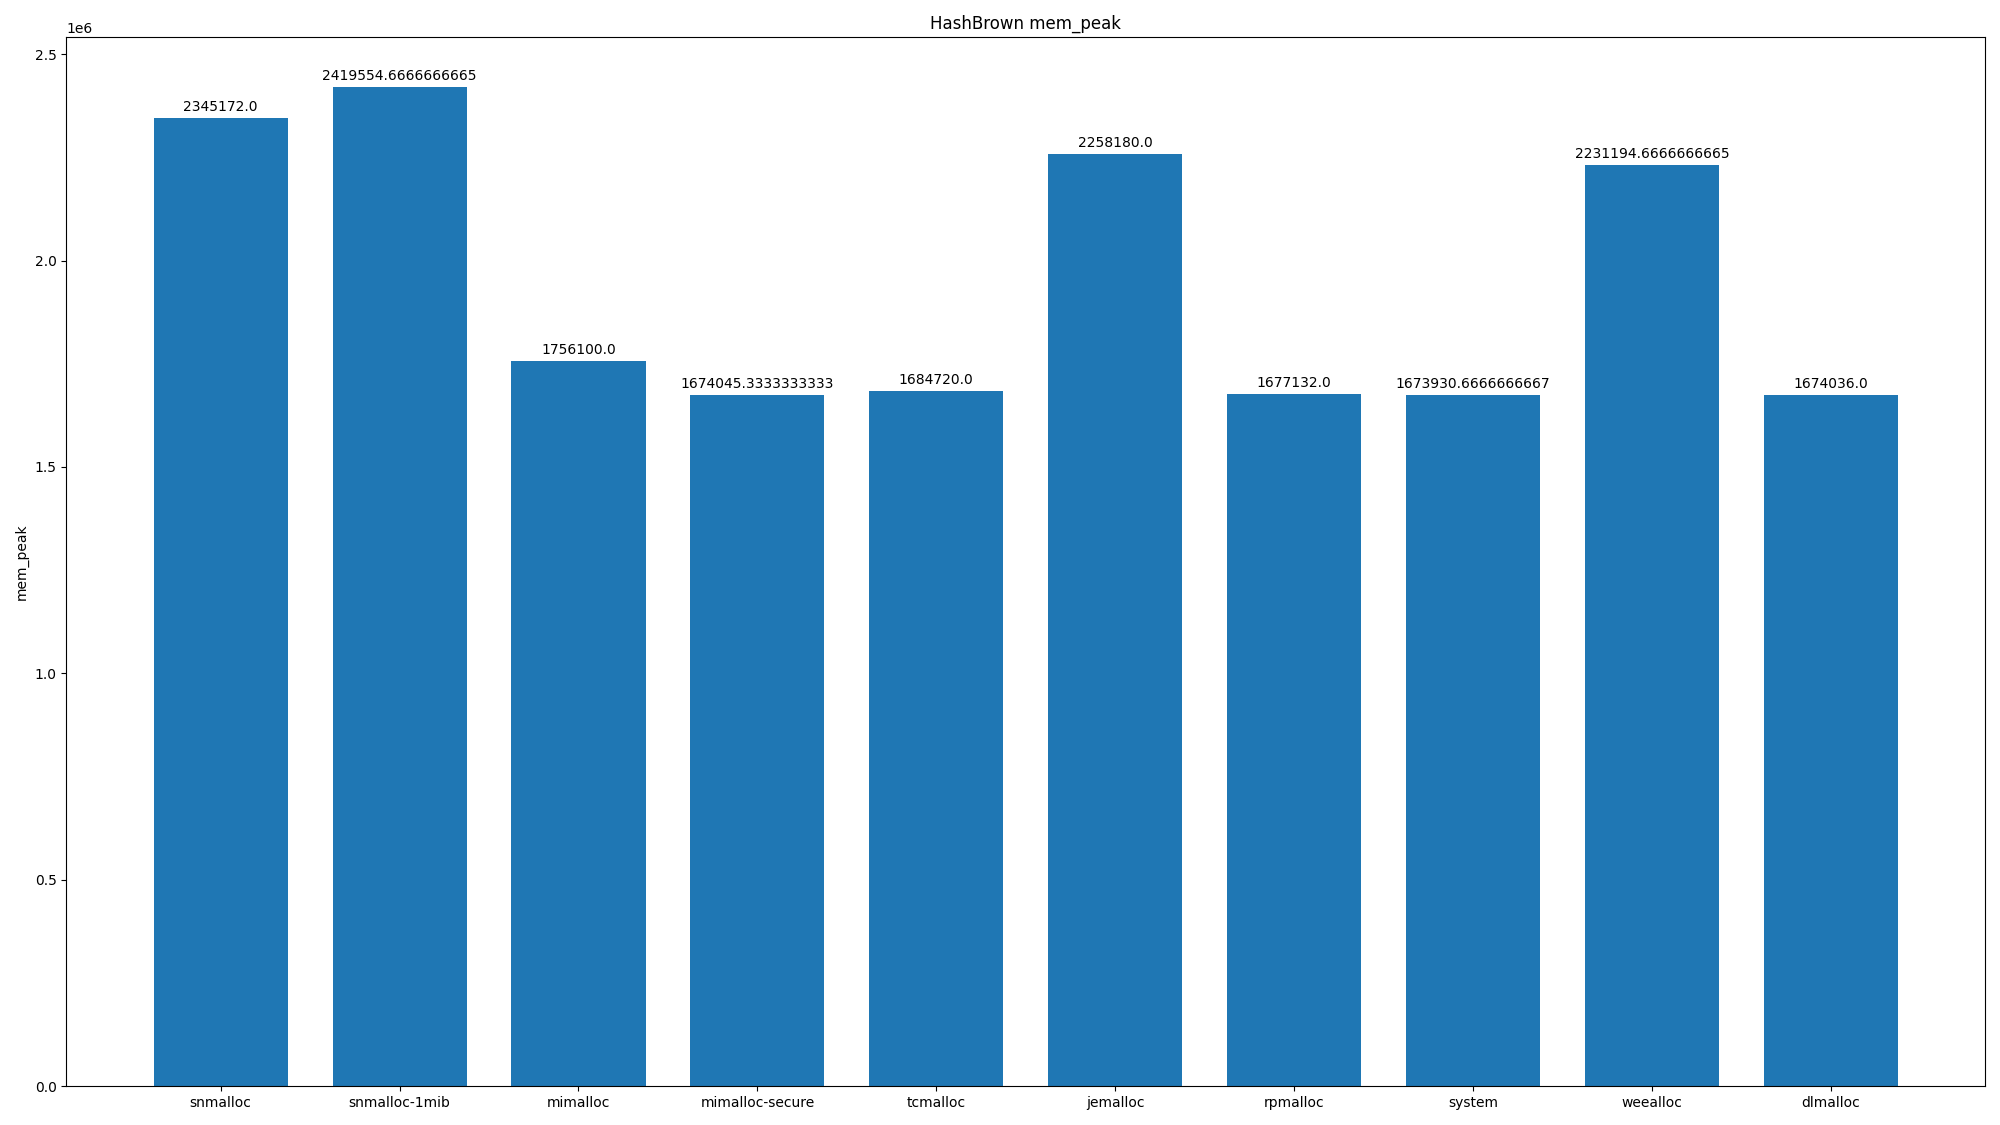 HashBrown mem_peak
1e6
2.5
2.0
1.5
1.0
0.5
0.0
mem_peak
2345172.0
2419554.6666666665
1756100.0
1674045.3333333333
1684720.0
2258180.0
1677132.0
1673930.6666666667
2231194.6666666665
1674036.0
snmalloc
snmalloc-1mib
mimalloc
mimalloc-secure
tcmalloc
jemalloc
rpmalloc
system
weealloc
dlmalloc